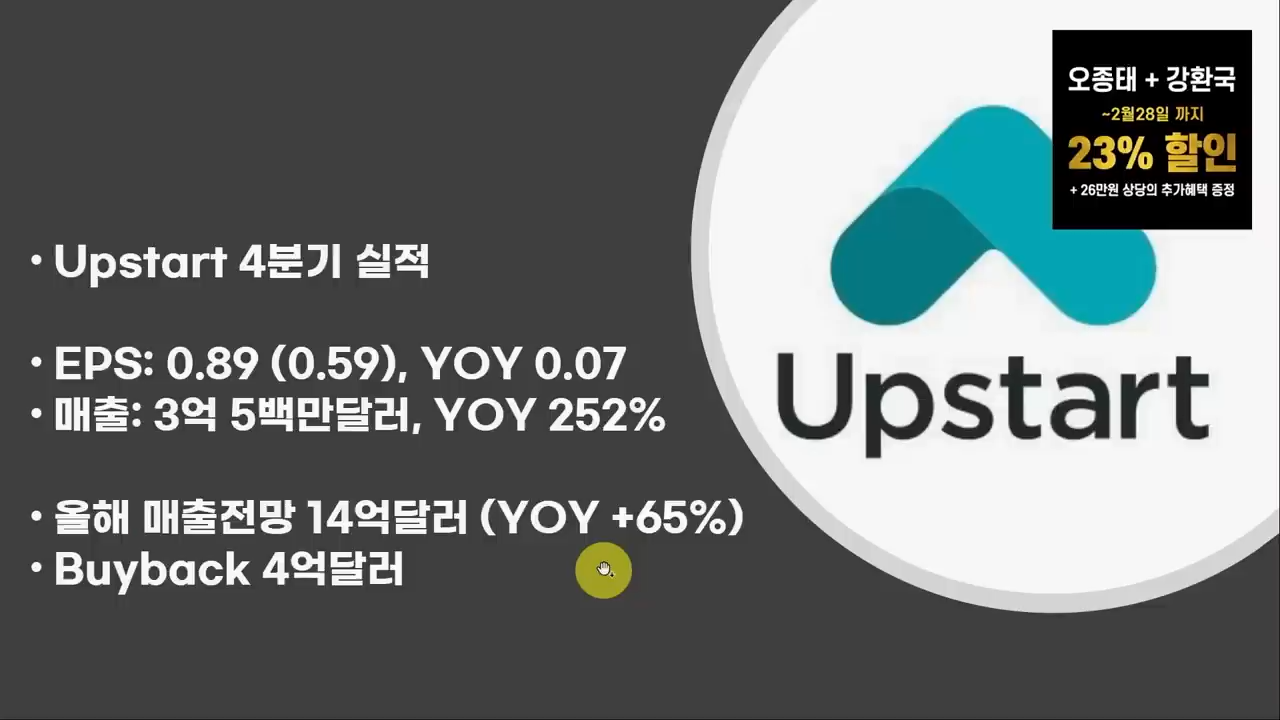 • Upstart 4분기 실적
• EPS: 0.89 (0.59), YOY 0.07
• 매출: 3억 5백만달러, YOY 252%
• 올해 매출전망 14억달러 (YOY +65%)
• Buyback 4억달러
오종태 + 강환국
~2월28일 까지
23% 할인
+ 26만원 상당의 추가혜택 증정
Upstart